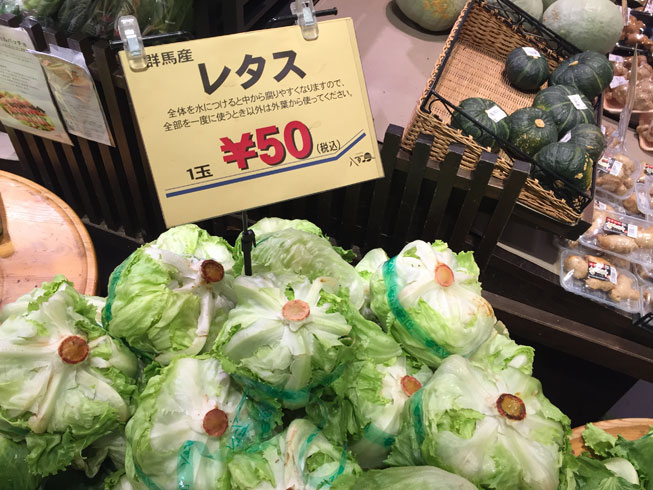 群馬産
レタス
全体を水につけると中から腐りやすくなりますので、
全部を一度に使うとき以外は外葉から使ってください。
1玉 ¥50(税込)